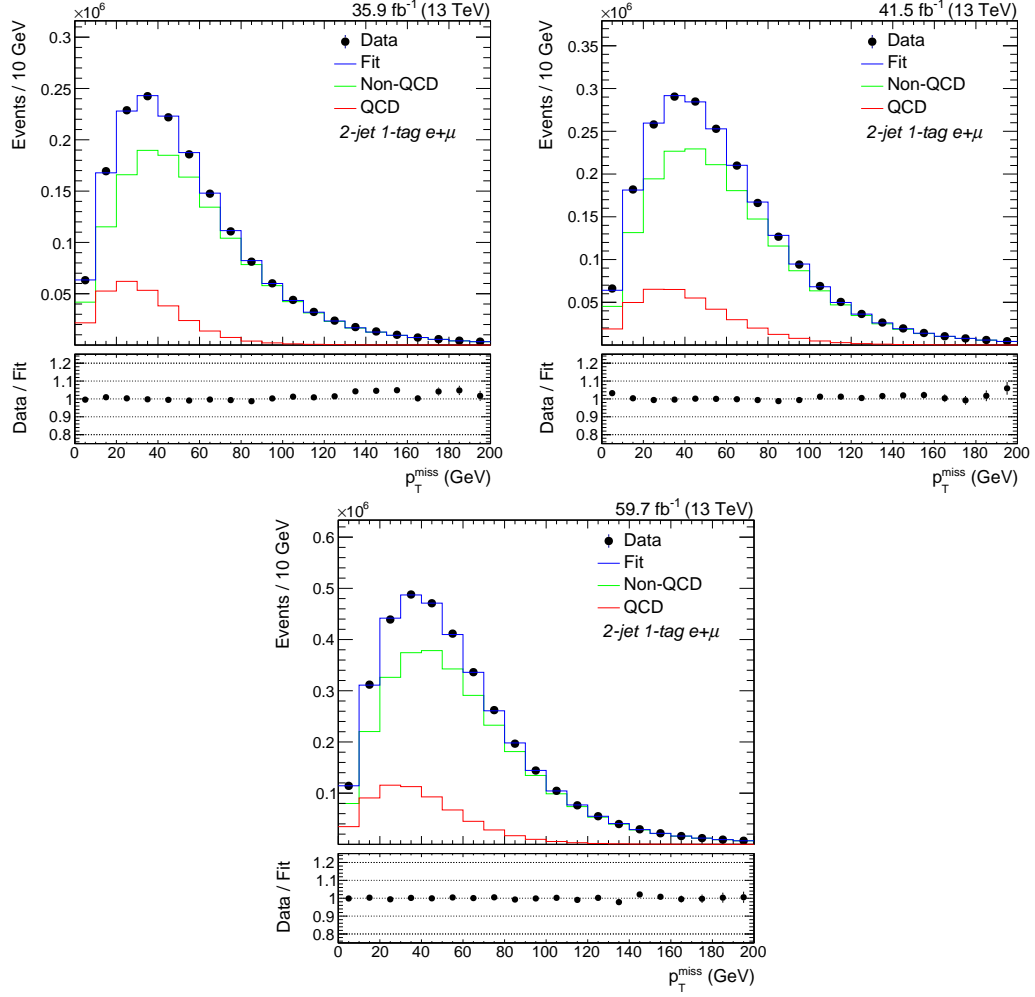 35.9 fb⁻¹ (13 TeV)
×10⁶
Events / 10 GeV
0.3
0.25
0.2
0.15
0.1
0.05
Data
Fit
Non-QCD
QCD
2-jet 1-tag e+μ
Data / Fit
1.2
1.1
1
0.9
0.8
0 20 40 60 80 100 120 140 160 180 200
p_T^miss (GeV)
41.5 fb⁻¹ (13 TeV)
×10⁶
Events / 10 GeV
0.35
0.3
0.25
0.2
0.15
0.1
0.05
Data
Fit
Non-QCD
QCD
2-jet 1-tag e+μ
Data / Fit
1.2
1.1
1
0.9
0.8
0 20 40 60 80 100 120 140 160 180 200
p_T^miss (GeV)
59.7 fb⁻¹ (13 TeV)
×10⁶
Events / 10 GeV
0.6
0.5
0.4
0.3
0.2
0.1
Data
Fit
Non-QCD
QCD
2-jet 1-tag e+μ
Data / Fit
1.2
1.1
1
0.9
0.8
0 20 40 60 80 100 120 140 160 180 200
p_T^miss (GeV)